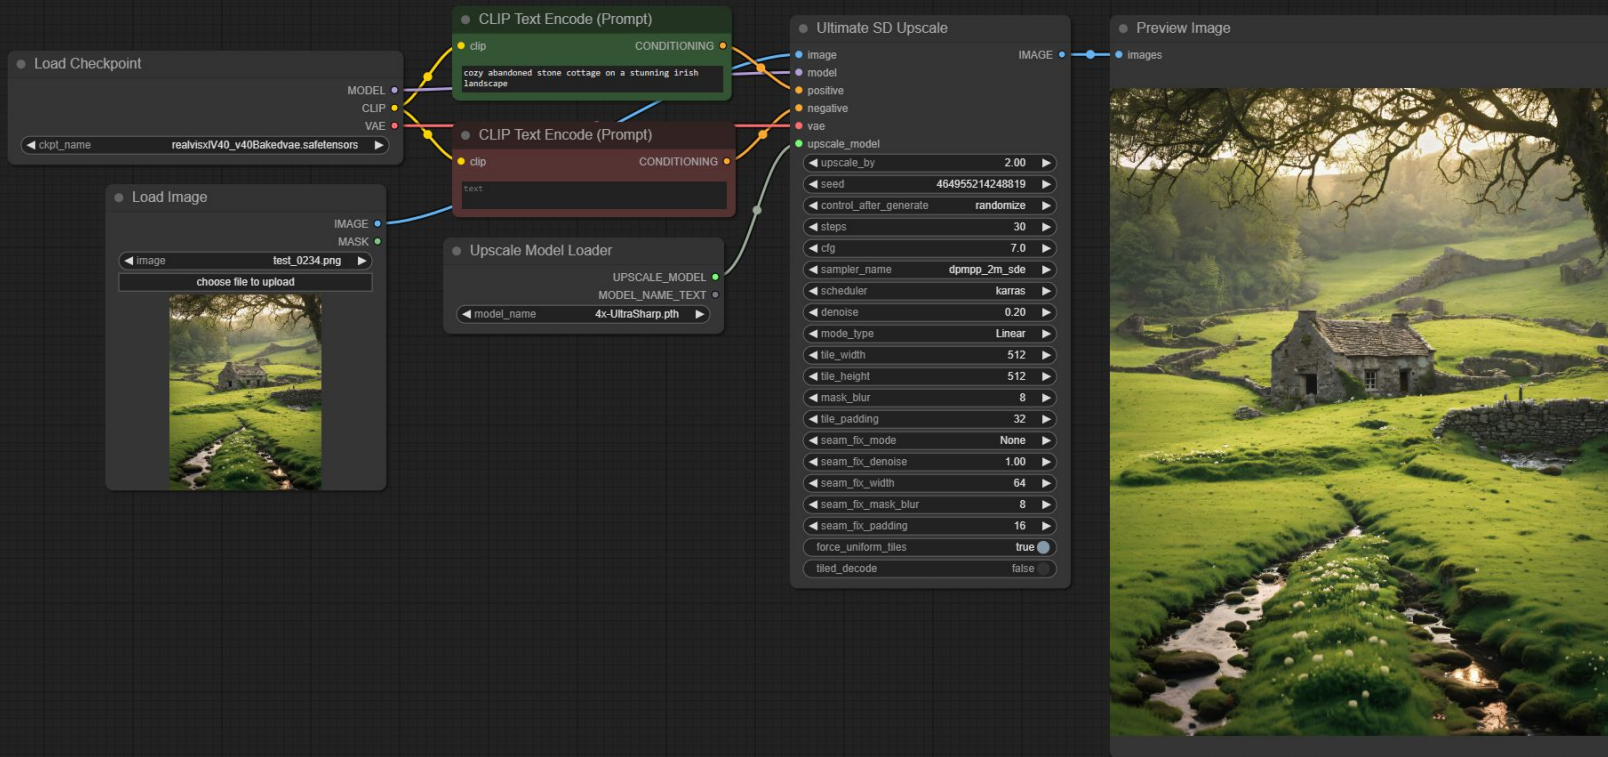 Load Checkpoint
MODEL
CLIP
VAE
ckpt_name realvisxlV40_v40Bakedvae.safetensors
Load Image
IMAGE
MASK
image test_0234.png
choose file to upload
CLIP Text Encode (Prompt)
clip CONDITIONING
cozy abandoned stone cottage on a stunning irish
landscape
CLIP Text Encode (Prompt)
clip CONDITIONING
text
Upscale Model Loader
UPSCALE_MODEL
MODEL_NAME_TEXT
model_name 4x-UltraSharp.pth
Ultimate SD Upscale
image IMAGE
model
positive
negative
vae
upscale_model
upscale_by 2.00
seed 464955214248819
control_after_generate randomize
steps 30
cfg 7.0
sampler_name dpmpp_2m_sde
scheduler karras
denoise 0.20
mode_type Linear
tile_width 512
tile_height 512
mask_blur 8
tile_padding 32
seam_fix_mode None
seam_fix_denoise 1.00
seam_fix_width 64
seam_fix_mask_blur 8
seam_fix_padding 16
force_uniform_tiles true
tiled_decode false
Preview Image
images